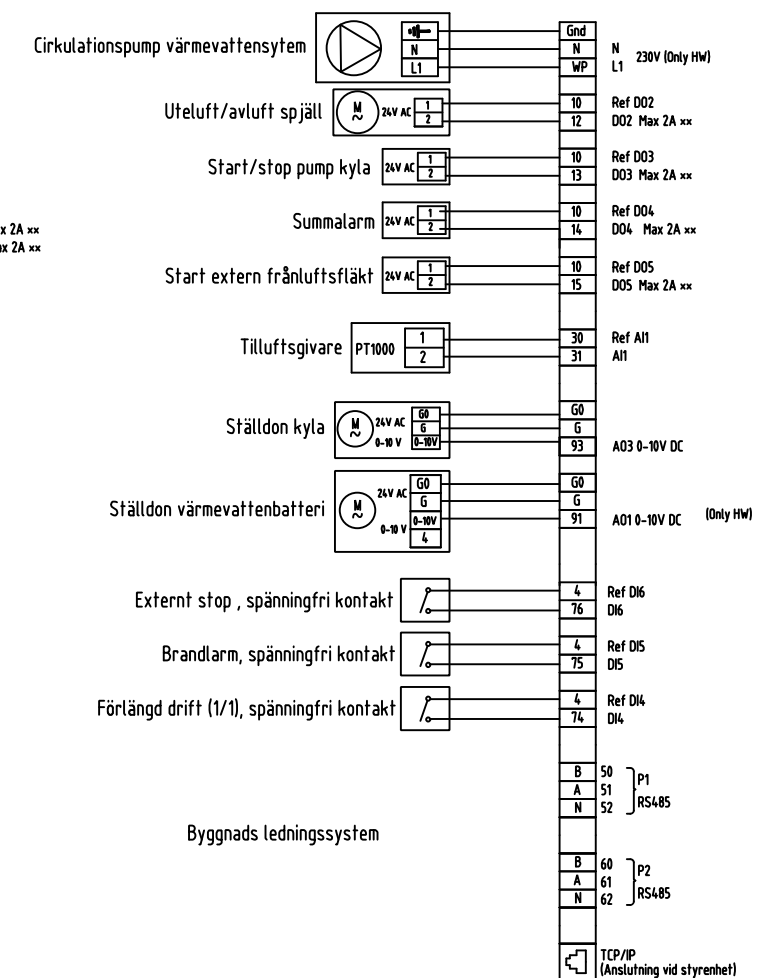 Cirkulationspump värmevattensytem
N
L1
Gnd
N
WP
N
L1
230V (Only HW)
Uteluft/avluft spjäll
M
~
24V AC
1
2
10
12
Ref DO2
DO2 Max 2A xx
Start/stop pump kyla
24V AC
1
2
10
13
Ref DO3
DO3 Max 2A xx
x 2A xx
ax 2A xx
Summalarm
24V AC
1
2
10
14
Ref DO4
DO4 Max 2A xx
Start extern frånluftsfläkt
24V AC
1
2
10
15
Ref DO5
DO5 Max 2A xx
Tilluftsgivare
PT1000
1
2
30
31
Ref AI1
AI1
Ställdon kyla
M
~
24V AC
0-10 V
G0
G
0-10V
G0
G
93
AO3 0-10V DC
Ställdon värmevattenbatteri
M
~
24V AC
0-10 V
G0
G
0-10V
4
G0
G
91
AO1 0-10V DC (Only HW)
Externt stop , spänningfri kontakt
4
76
Ref DI6
DI6
Brandlarm, spänningfri kontakt
4
75
Ref DI5
DI5
Förlängd drift (1/1), spänningfri kontakt
4
74
Ref DI4
DI4
Byggnads ledningssystem
B 50
A 51
N 52
P1
RS485
B 60
A 61
N 62
P2
RS485
TCP/IP
(Anslutning vid styrenhet)